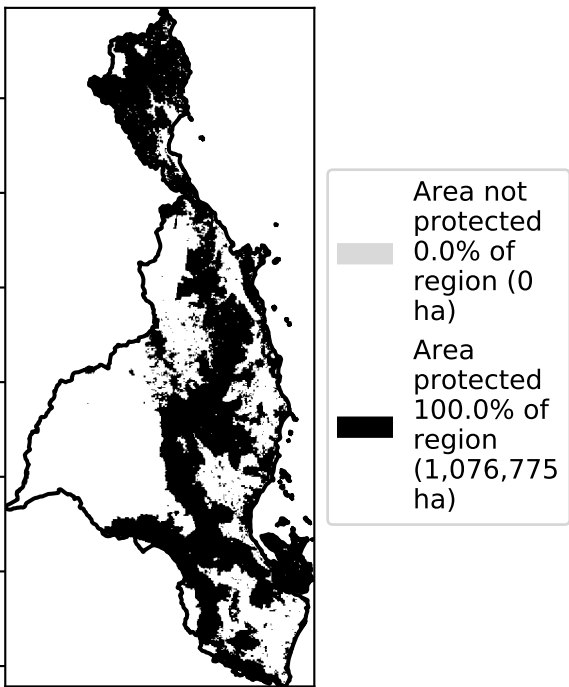 Area not
protected
0.0% of
region (0
ha)
Area
protected
100.0% of
region
(1,076,775
ha)